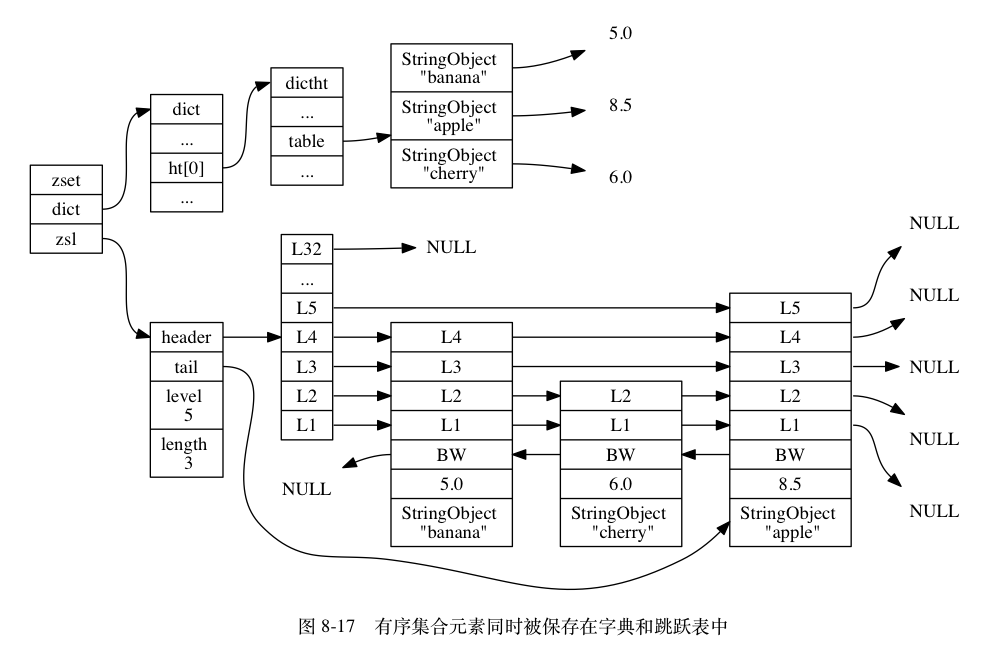 zset
dict
zsl
dict
...
ht[0]
...
dictht
...
table
...
StringObject
"banana"
StringObject
"apple"
StringObject
"cherry"
5.0
8.5
6.0
header
tail
level
5
length
3
L32
...
L5
L4
L3
L2
L1
NULL
NULL
L4
L3
L2
L1
BW
5.0
StringObject
"banana"
L2
L1
BW
6.0
StringObject
"cherry"
L5
L4
L3
L2
L1
BW
8.5
StringObject
"apple"
NULL
NULL
NULL
NULL
NULL
图 8-17 有序集合元素同时被保存在字典和跳跃表中